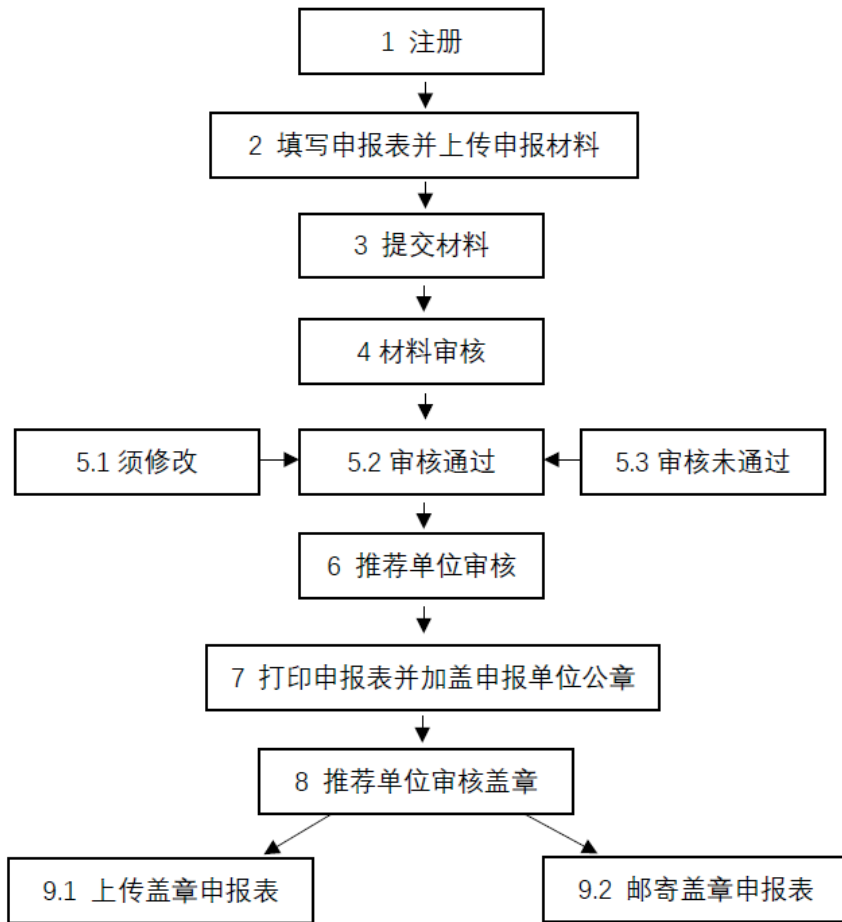 1 注册
2 填写申报表并上传申报材料
3 提交材料
4 材料审核
5.1 须修改
5.2 审核通过
5.3 审核未通过
6 推荐单位审核
7 打印申报表并加盖申报单位公章
8 推荐单位审核盖章
9.1 上传盖章申报表
9.2 邮寄盖章申报表